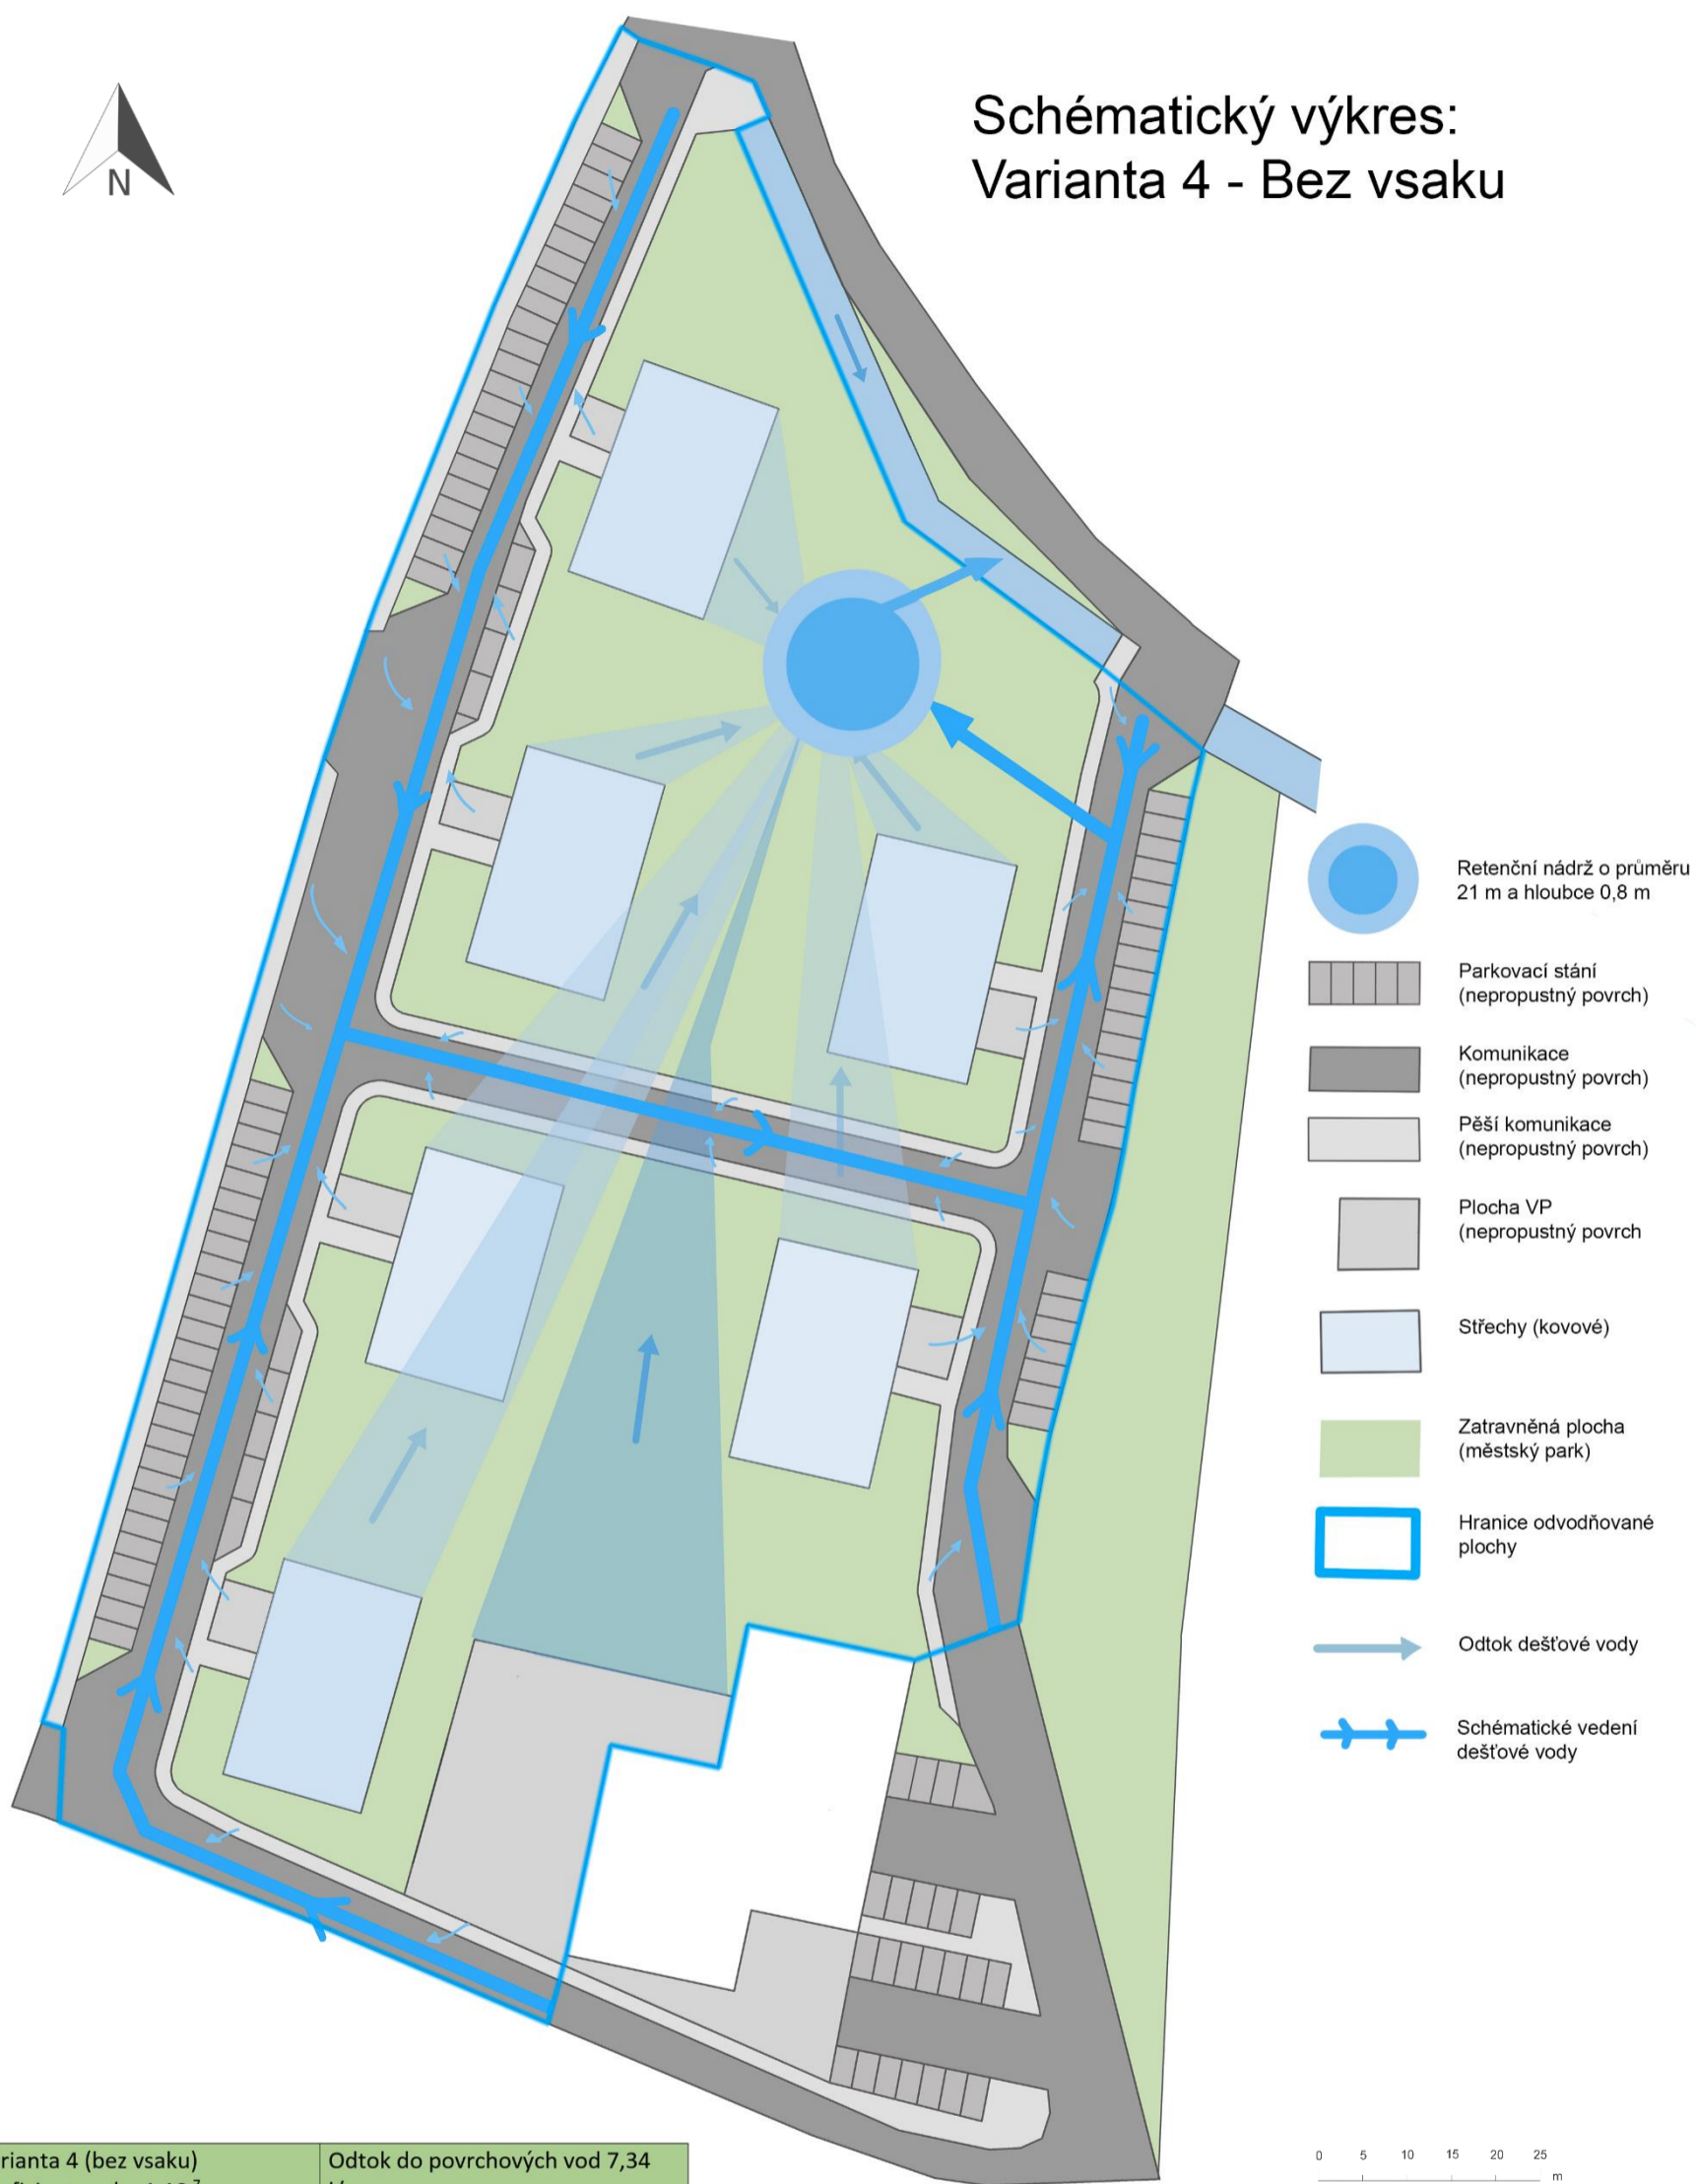 Schématický výkres:
Varianta 4 - Bez vsaku
N
Retenční nádrž o průměru
21 m a hloubce 0,8 m
Parkovací stání
(nepropustný povrch)
Komunikace
(nepropustný povrch)
Pěší komunikace
(nepropustný povrch)
Plocha VP
(nepropustný povrch
Střechy (kovové)
Zatravněná plocha
(městský park)
Hranice odvodňované
plochy
Odtok dešťové vody
Schématické vedení
dešťové vody
rianta 4 (bez vsaku)
Odtok do povrchových vod 7,34
0 5 10 15 20 25
m